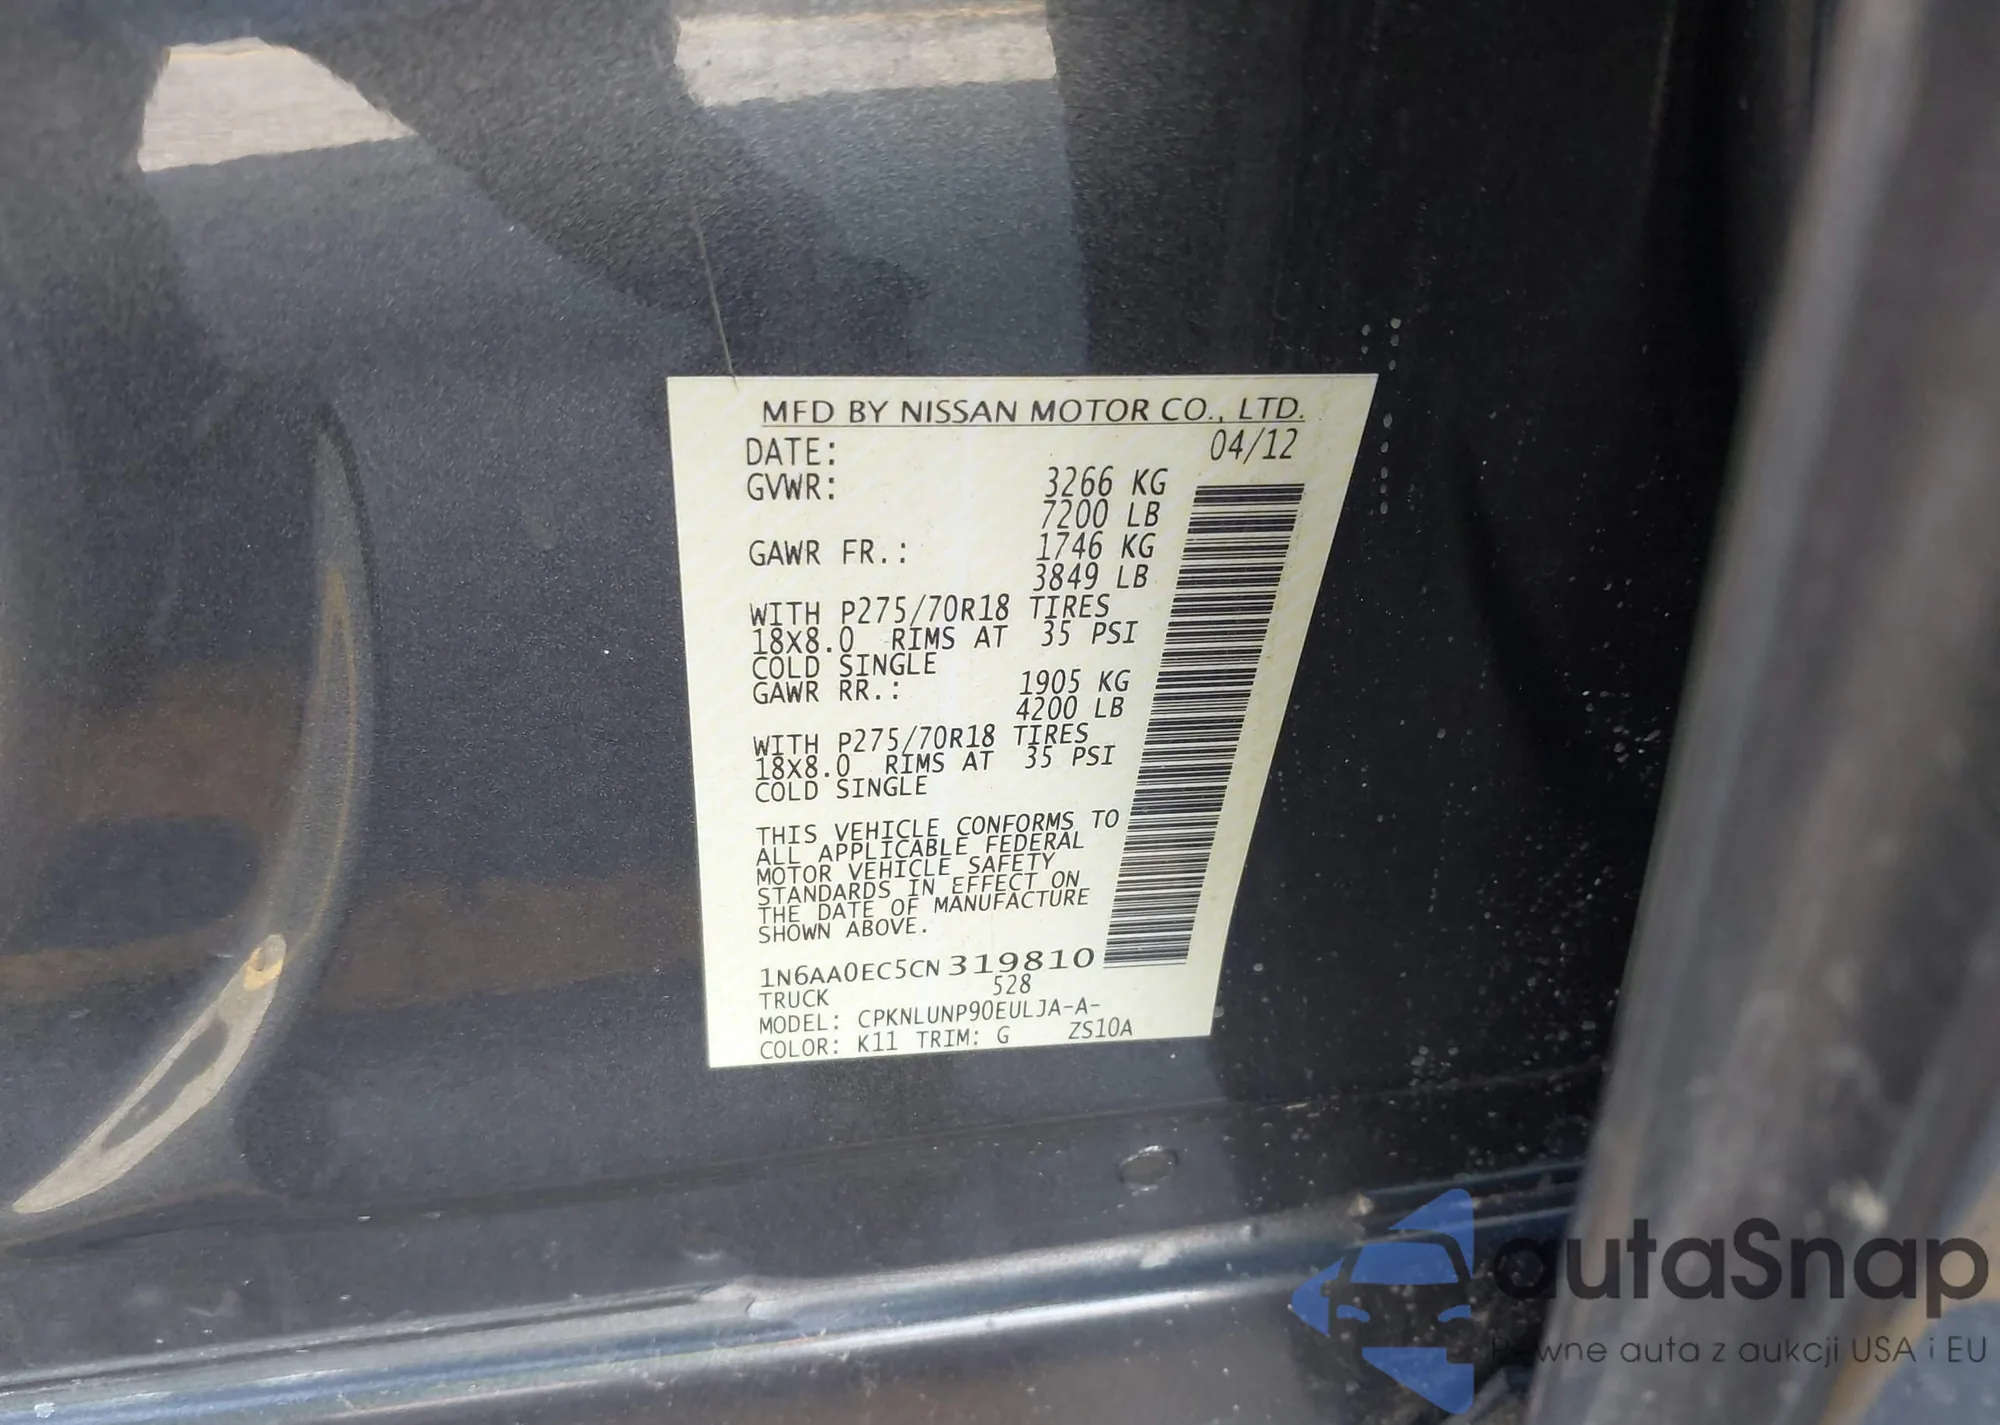 MFD BY NISSAN MOTOR CO., LTD.
DATE: 04/12
GVWR: 3266 KG
7200 LB
GAWR FR.: 1746 KG
3849 LB
WITH P275/70R18 TIRES
18X8.0 RIMS AT 35 PSI
COLD SINGLE
GAWR RR.: 1905 KG
4200 LB
WITH P275/70R18 TIRES
18X8.0 RIMS AT 35 PSI
COLD SINGLE
THIS VEHICLE CONFORMS TO
ALL APPLICABLE FEDERAL
MOTOR VEHICLE SAFETY
STANDARDS IN EFFECT ON
THE DATE OF MANUFACTURE
SHOWN ABOVE.
1N6AA0EC5CN319810
TRUCK 528
MODEL: CPKNLUNP90EULJA-A-
COLOR: K11 TRIM: G ZS10A
autaSnap
auta z aukcji USA i EU